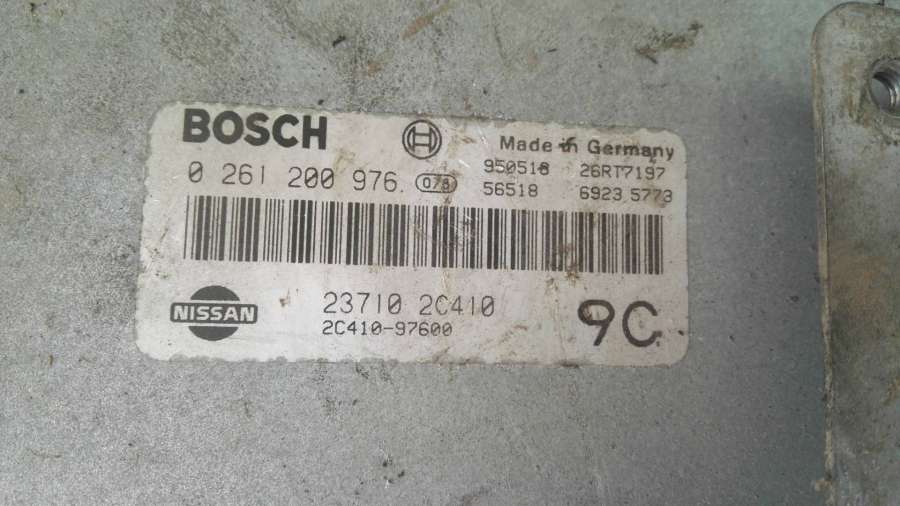 BOSCH
Made in Germany
0 261 200 976 078
950518 26RT7197
56518 6923 5773
NISSAN
23710 2C410
2C410-97600
9C